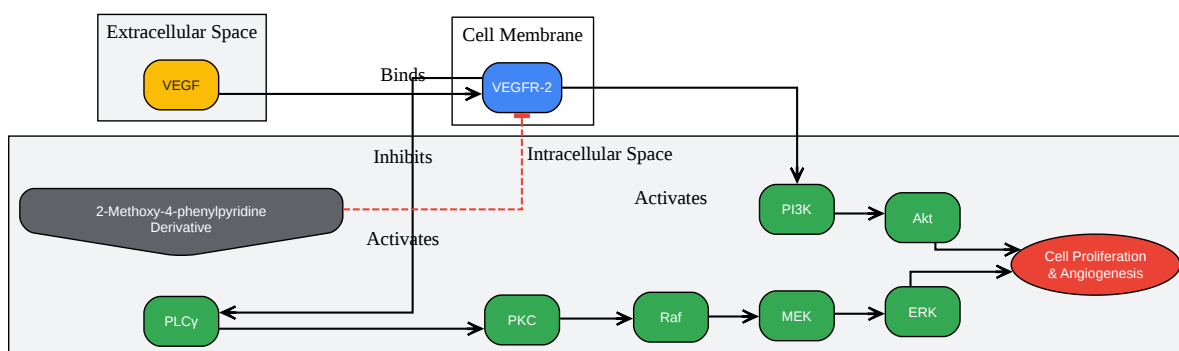 Extracellular Space
Cell Membrane
VEGF
Binds
VEGFR-2
Inhibits
Intracellular Space
Activates
2-Methoxy-4-phenylpyridine
Derivative
PI3K
Akt
Activates
Cell Proliferation
& Angiogenesis
PLCγ
PKC
Raf
MEK
ERK